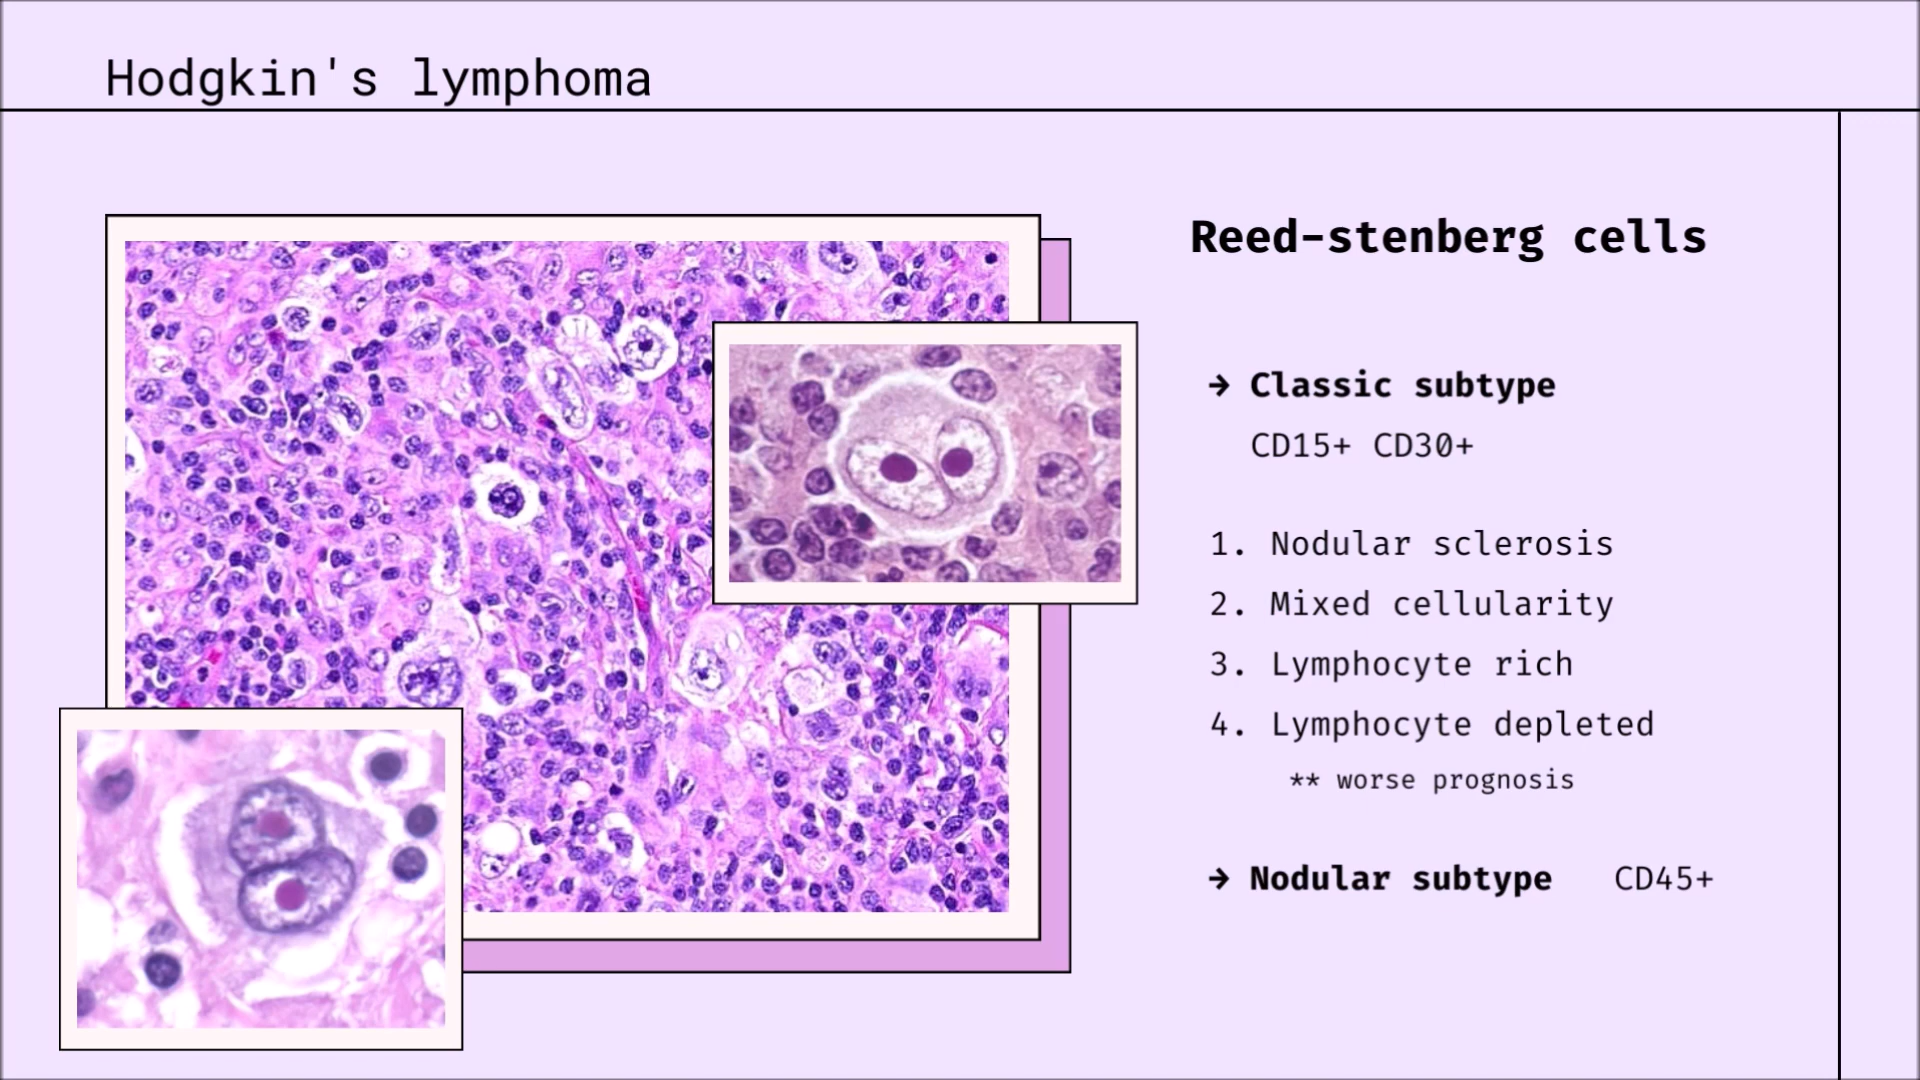 Hodgkin's lymphoma
Reed-stenberg cells
→ Classic subtype
CD15+ CD30+
1. Nodular sclerosis
2. Mixed cellularity
3. Lymphocyte rich
4. Lymphocyte depleted
** worse prognosis
→ Nodular subtype CD45+